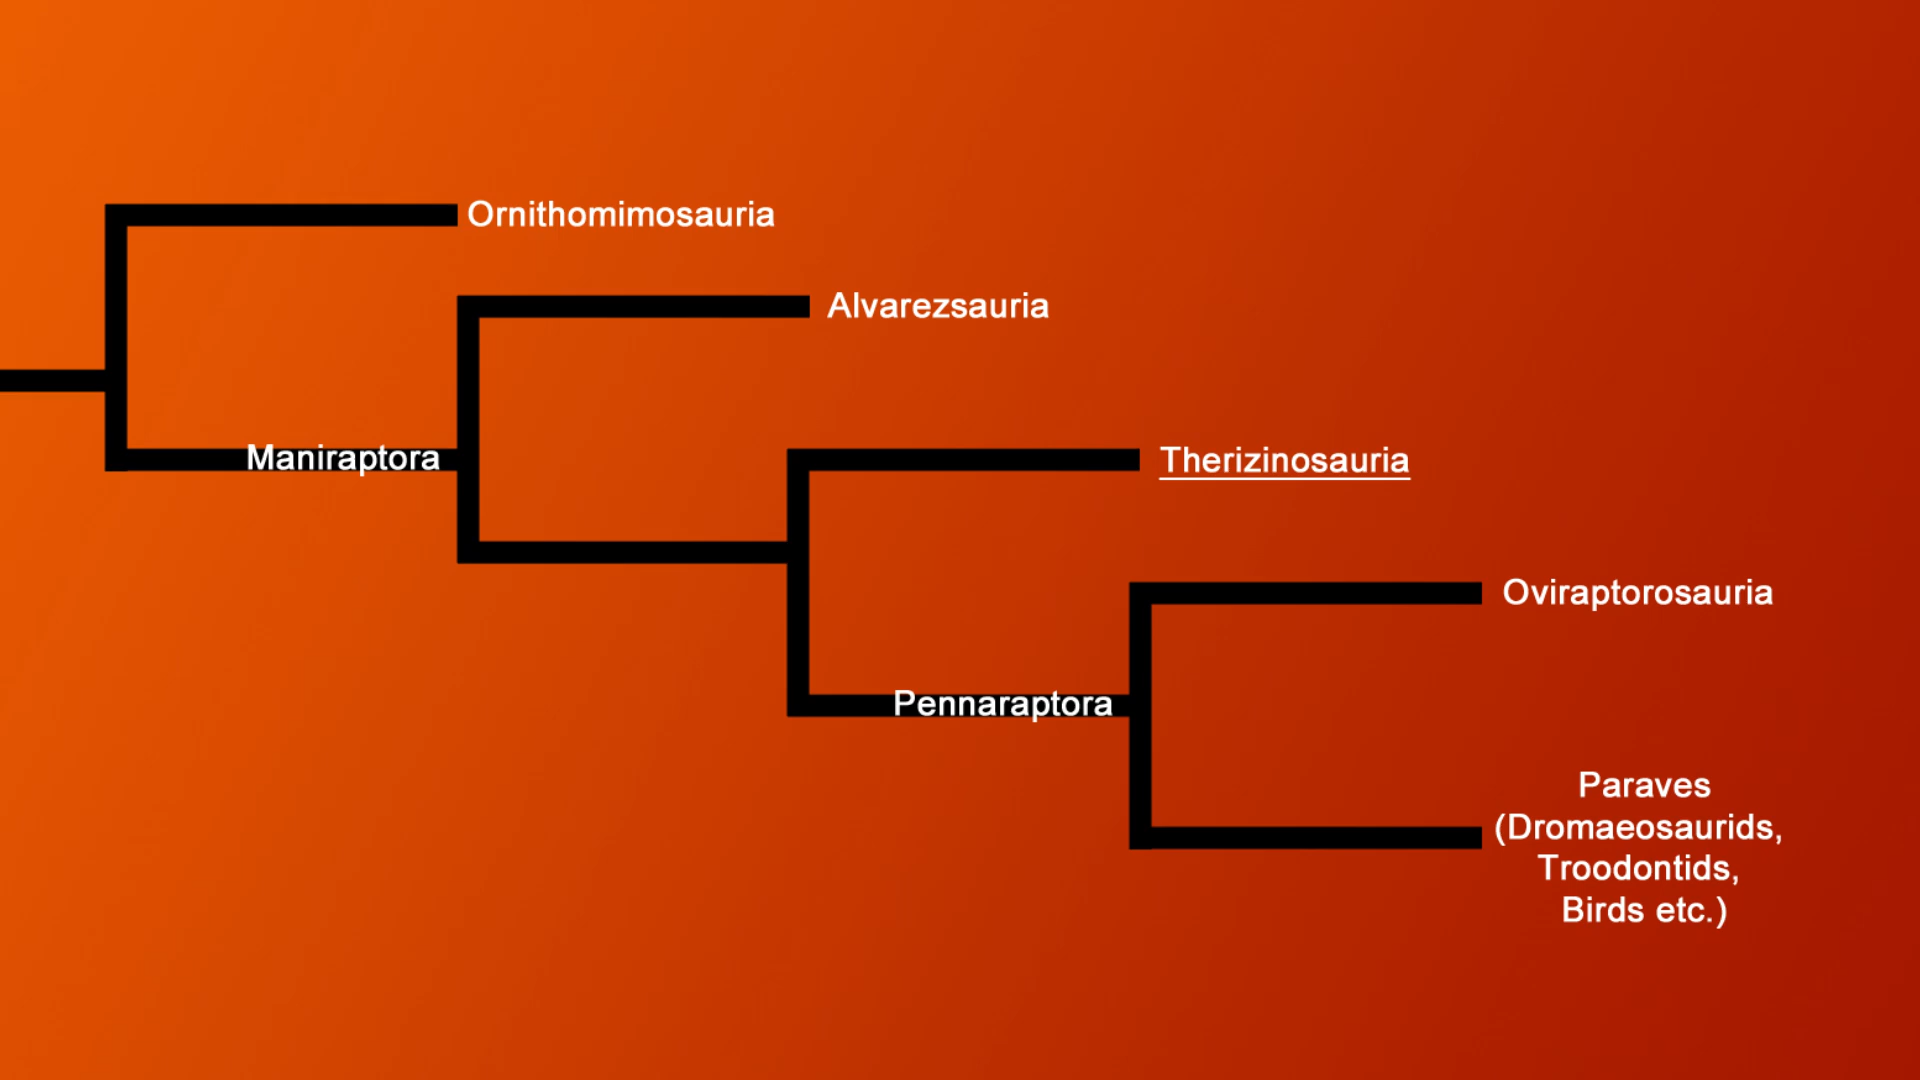 Ornithomimosauria
Alvarezsauria
Maniraptora
Therizinosauria
Oviraptorosauria
Pennaraptora
Paraves
(Dromaeosaurids,
Troodontids,
Birds etc.)